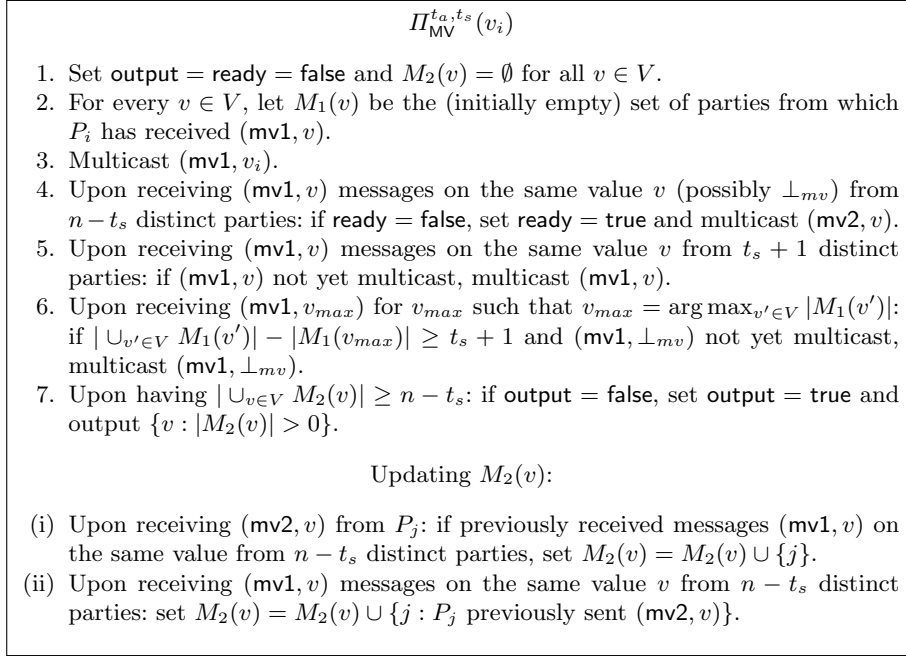 Π_MV^{t_a,t_s}(v_i)
1. Set output = ready = false and M_2(v) = ∅ for all v ∈ V.
2. For every v ∈ V, let M_1(v) be the (initially empty) set of parties from which
P_i has received (mv1, v).
3. Multicast (mv1, v_i).
4. Upon receiving (mv1, v) messages on the same value v (possibly ⊥_mv) from
n − t_s distinct parties: if ready = false, set ready = true and multicast (mv2, v).
5. Upon receiving (mv1, v) messages on the same value v from t_s + 1 distinct
parties: if (mv1, v) not yet multicast, multicast (mv1, v).
6. Upon receiving (mv1, v_max) for v_max such that v_max = arg max_{v'∈V} |M_1(v')|:
if | ∪_{v'∈V} M_1(v')| − |M_1(v_max)| ≥ t_s + 1 and (mv1, ⊥_mv) not yet multicast,
multicast (mv1, ⊥_mv).
7. Upon having | ∪_{v∈V} M_2(v)| ≥ n − t_s: if output = false, set output = true and
output {v : |M_2(v)| > 0}.
Updating M_2(v):
(i) Upon receiving (mv2, v) from P_j: if previously received messages (mv1, v) on
the same value from n − t_s distinct parties, set M_2(v) = M_2(v) ∪ {j}.
(ii) Upon receiving (mv1, v) messages on the same value v from n − t_s distinct
parties: set M_2(v) = M_2(v) ∪ {j : P_j previously sent (mv2, v)}.